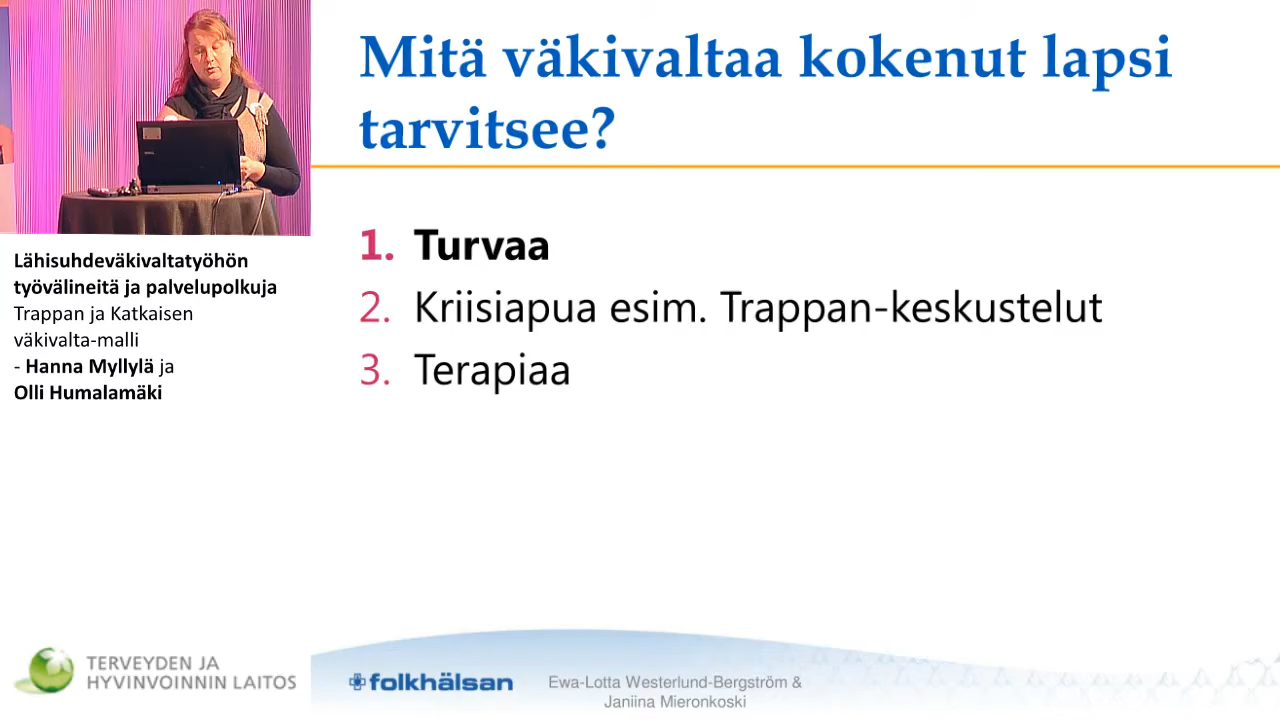 Mitä väkivaltaa kokenut lapsi
tarvitsee?
1. Turvaa
2. Kriisiapua esim. Trappan-keskustelut
3. Terapiaa
Lähisuhdeväkivaltatyöhön
työvälineitä ja palvelupolkuja
Trappan ja Katkaisen
väkivalta-malli
- Hanna Myllylä ja
Olli Humalamäki
TERVEYDEN JA
HYVINVOINNIN LAITOS
folkhälsan
Ewa-Lotta Westerlund-Bergström &
Janiina Mieronkoski